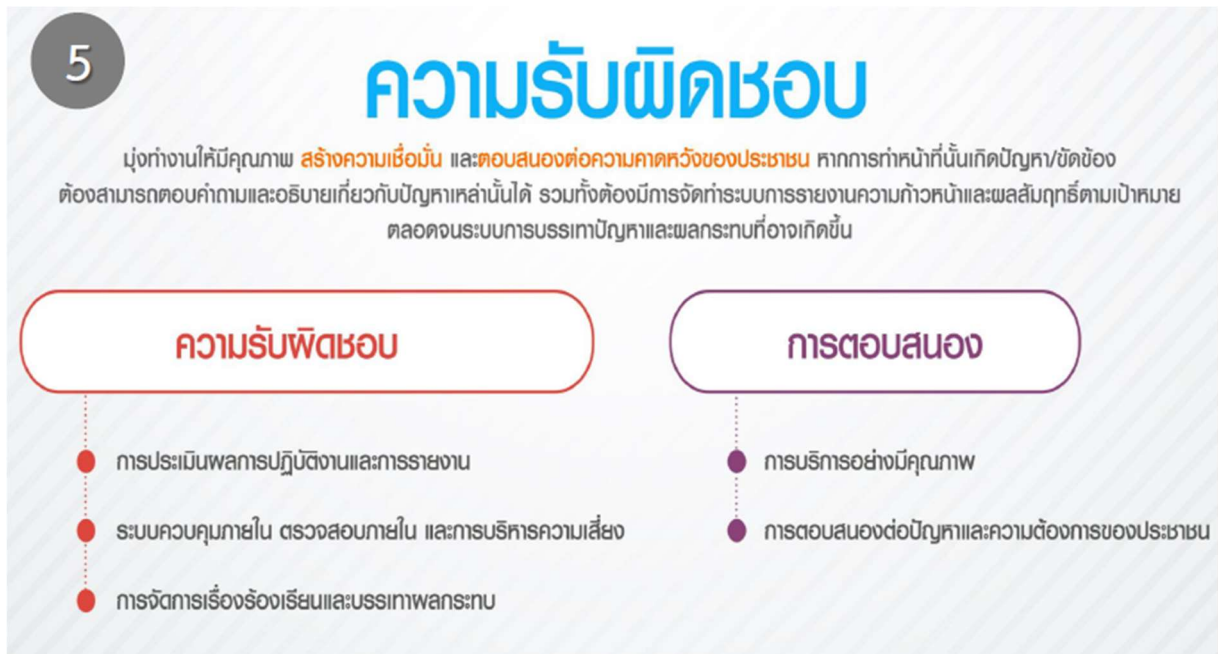 5
ความรับผิดชอบ
มุ่งทำงานให้มีคุณภาพ สร้างความเชื่อมั่น และตอบสนองต่อความคาดหวังของประชาชน หากการทำหน้าที่นั้นเกิดปัญหา/ขัดข้อง
ต้องสามารถตอบคำถามและอธิบายเกี่ยวกับปัญหาเหล่านั้นได้ รวมทั้งต้องมีการจัดทำระบบการรายงานความก้าวหน้าและผลสัมฤทธิ์ตามเป้าหมาย
ตลอดจนระบบการบรรเทาปัญหาและผลกระทบที่อาจเกิดขึ้น
ความรับผิดชอบ
การประเมินผลการปฏิบัติงานและการรายงาน
ระบบควบคุมภายใน ตรวจสอบภายใน และการบริหารความเสี่ยง
การจัดการเรื่องร้องเรียนและบรรเทาผลกระทบ
การตอบสนอง
การบริการอย่างมีคุณภาพ
การตอบสนองต่อปัญหาและความต้องการของประชาชน